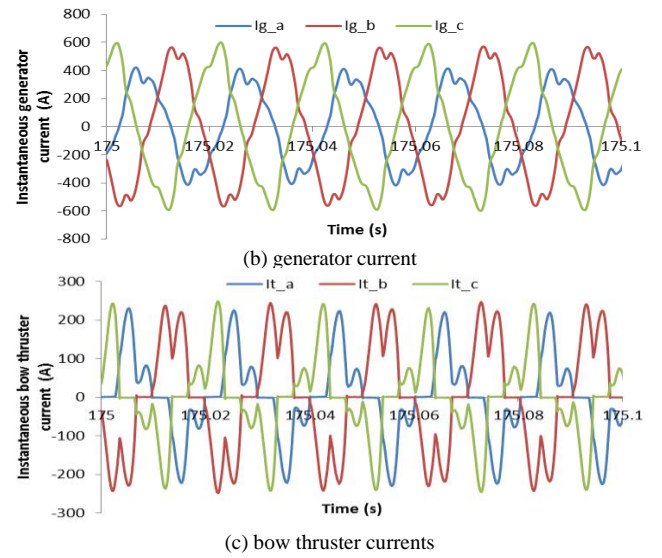 Ig_a Ig_b Ig_c
Instantaneous generator
current (A)
800
600
400
200
0
-200
-400
-600
-800
175
175.02
175.04
175.06
175.08
175.1
Time (s)
(b) generator current
It_a It_b It_c
Instantaneous bow thruster
current (A)
300
200
100
0
-100
-200
-300
175
175.02
175.04
175.06
175.08
175.1
Time (s)
(c) bow thruster currents